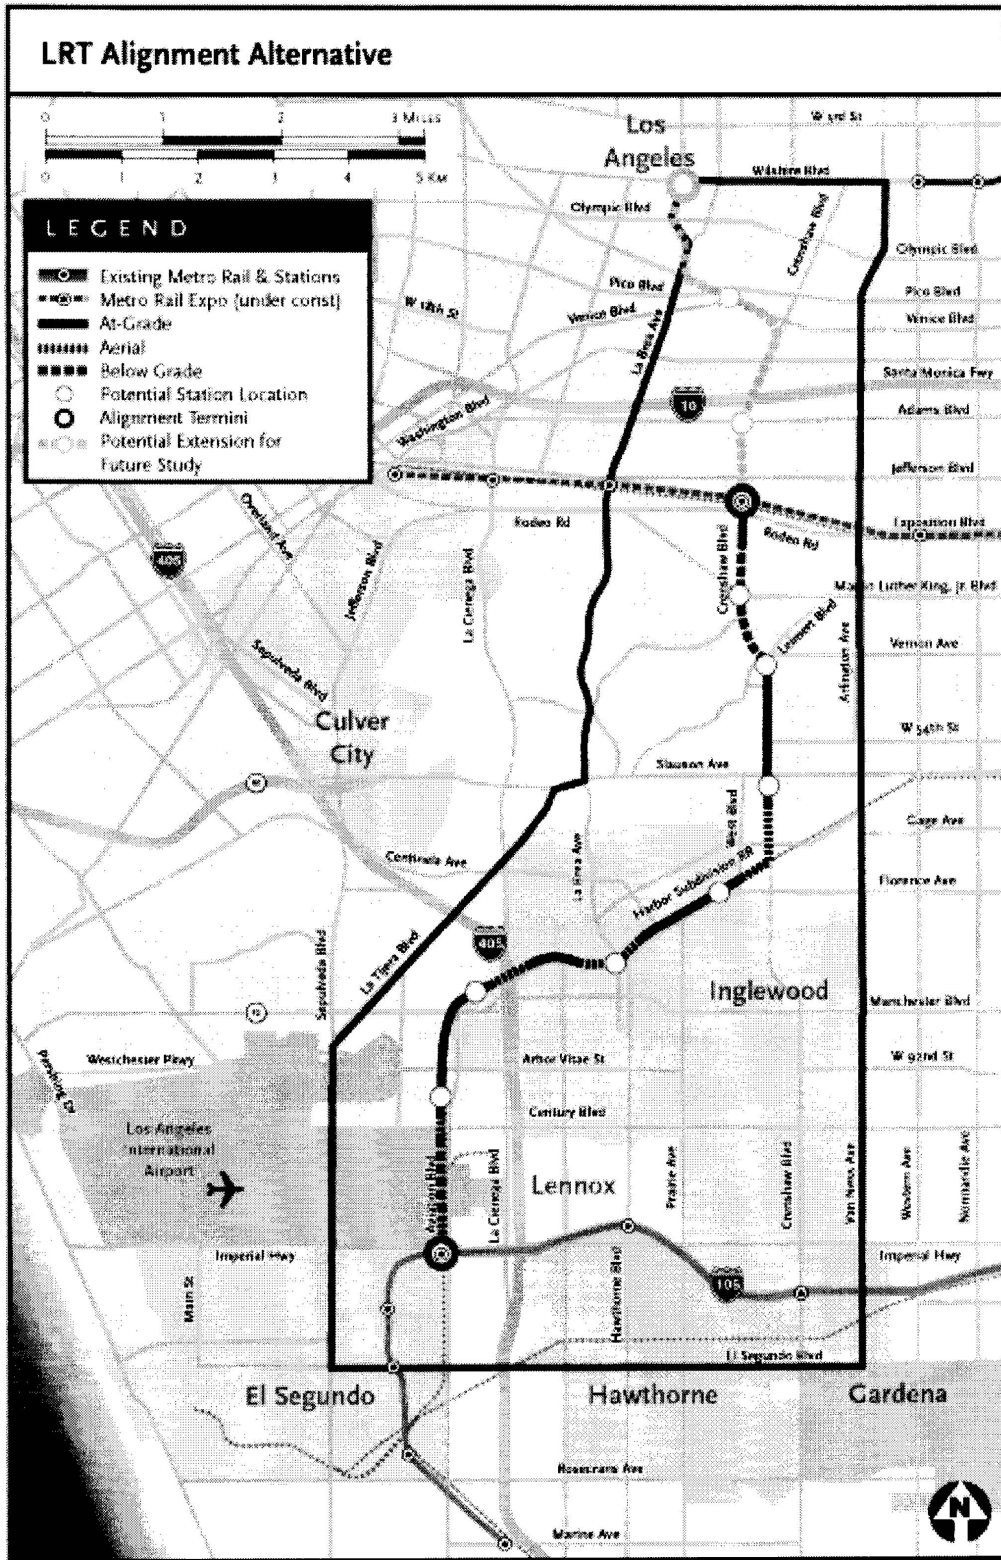 LRT Alignment Alternative
0 1 2 3 MILES
0 1 2 3 4 5 KM
LEGEND
Existing Metro Rail & Stations
Metro Rail Expo (under const)
At-Grade
Aerial
Below Grade
Potential Station Location
Alignment Termini
Potential Extension for
Future Study
Los
Angeles
W 3rd St
Wilshire Blvd
Olympic Blvd
Crenshaw Blvd
Olympic Blvd
Pico Blvd
Pico Blvd
Venice Blvd
Venice Blvd
W 18th St
La Brea Ave
Santa Monica Fwy
10
Adams Blvd
Washington Blvd
Jefferson Blvd
Overland Ave
Rodeo Rd
Rodeo Rd
Exposition Blvd
405
Jefferson Blvd
La Cienega Blvd
Crenshaw Blvd
Martin Luther King, Jr. Blvd
Leimert Blvd
Arlington Ave
Vernon Ave
Sepulveda Blvd
Culver
City
W 54th St
Slauson Ave
West Blvd
Gage Ave
Centinela Ave
La Brea Ave
Harbor Subdivision RR
Florence Ave
405
Sepulveda Blvd
La Tijera Blvd
Inglewood
Manchester Blvd
Westchester Pkwy
Pershing Dr
Arbor Vitae St
W 92nd St
Century Blvd
Los Angeles
International
Airport
Aviation Blvd
La Cienega Blvd
Lennox
Prairie Ave
Crenshaw Blvd
Van Ness Ave
Western Ave
Normandie Ave
Imperial Hwy
Imperial Hwy
Main St
Hawthorne Blvd
105
El Segundo Blvd
El Segundo
Hawthorne
Gardena
Rosecrans Ave
Marine Ave
N